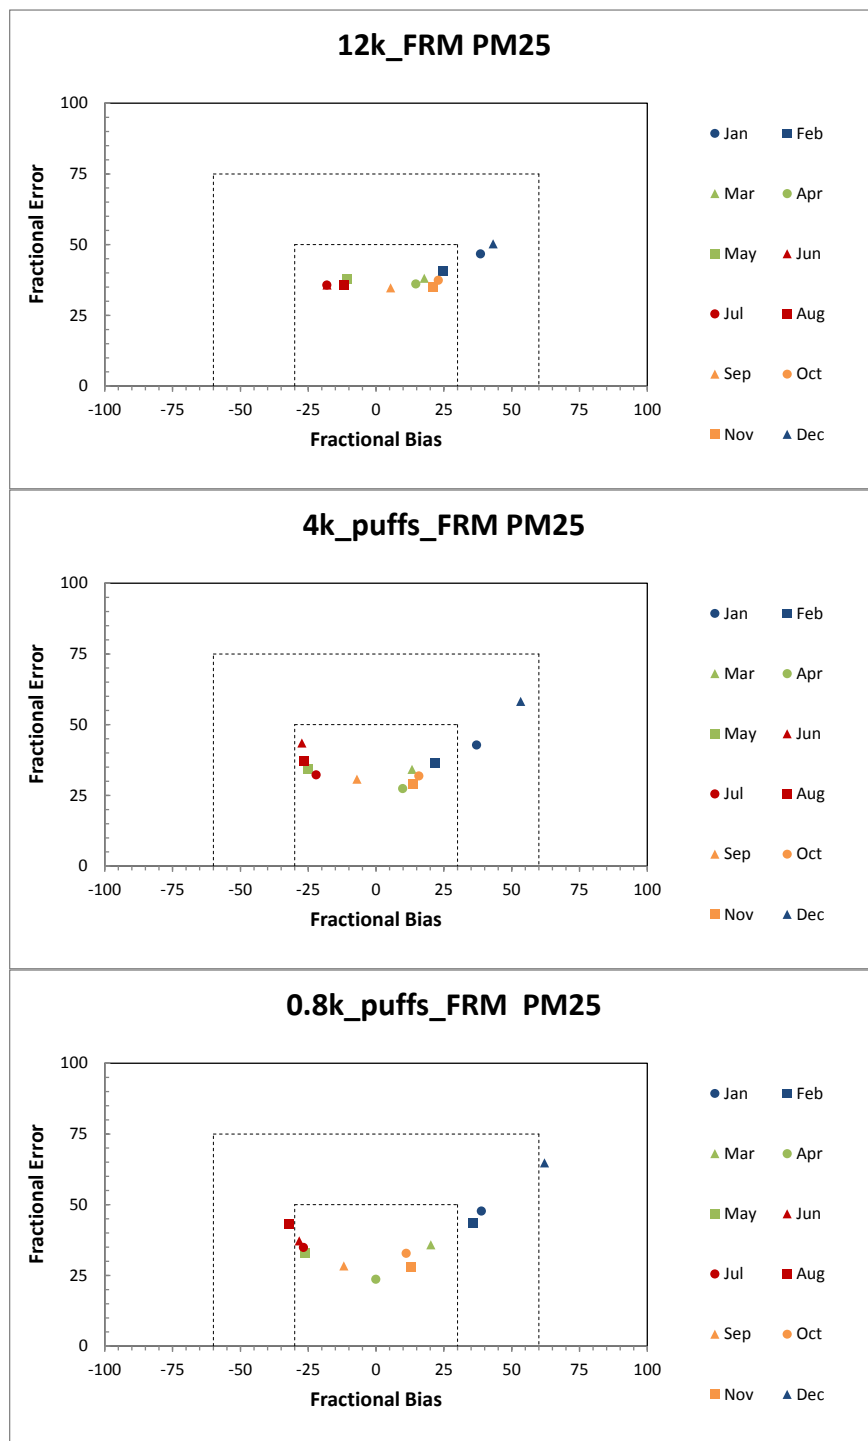 12k_FRM PM25
Fractional Error
100
75
50
25
0
-100 -75 -50 -25 0 25 50 75 100
Fractional Bias
Jan Feb
Mar Apr
May Jun
Jul Aug
Sep Oct
Nov Dec
4k_puffs_FRM PM25
Fractional Error
100
75
50
25
0
-100 -75 -50 -25 0 25 50 75 100
Fractional Bias
Jan Feb
Mar Apr
May Jun
Jul Aug
Sep Oct
Nov Dec
0.8k_puffs_FRM  PM25
Fractional Error
100
75
50
25
0
-100 -75 -50 -25 0 25 50 75 100
Fractional Bias
Jan Feb
Mar Apr
May Jun
Jul Aug
Sep Oct
Nov Dec